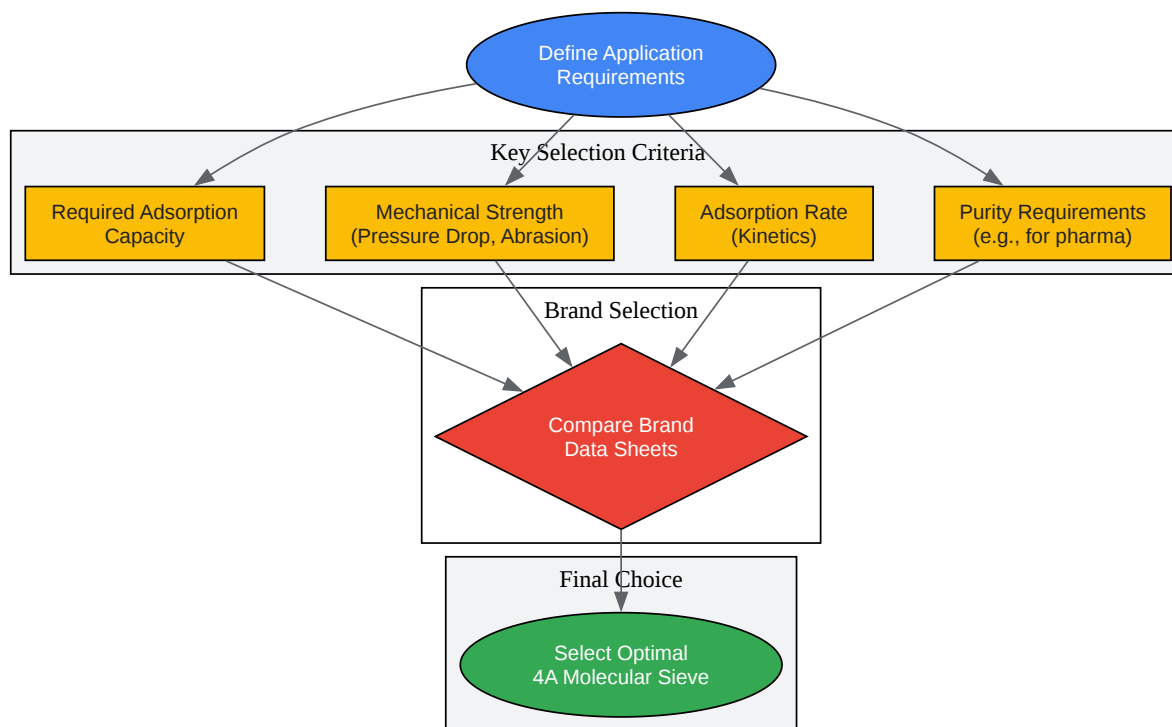 Define Application
Requirements
Key Selection Criteria
Required Adsorption
Capacity
Mechanical Strength
(Pressure Drop, Abrasion)
Adsorption Rate
(Kinetics)
Purity Requirements
(e.g., for pharma)
Brand Selection
Compare Brand
Data Sheets
Final Choice
Select Optimal
4A Molecular Sieve